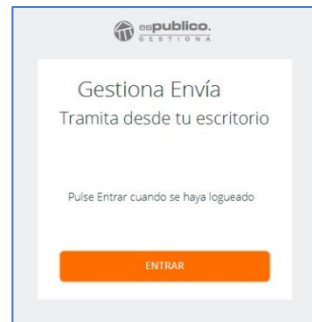 espublico.
GESTIONA
Gestiona Envía
Tramita desde tu escritorio
Pulse Entrar cuando se haya logueado
ENTRAR